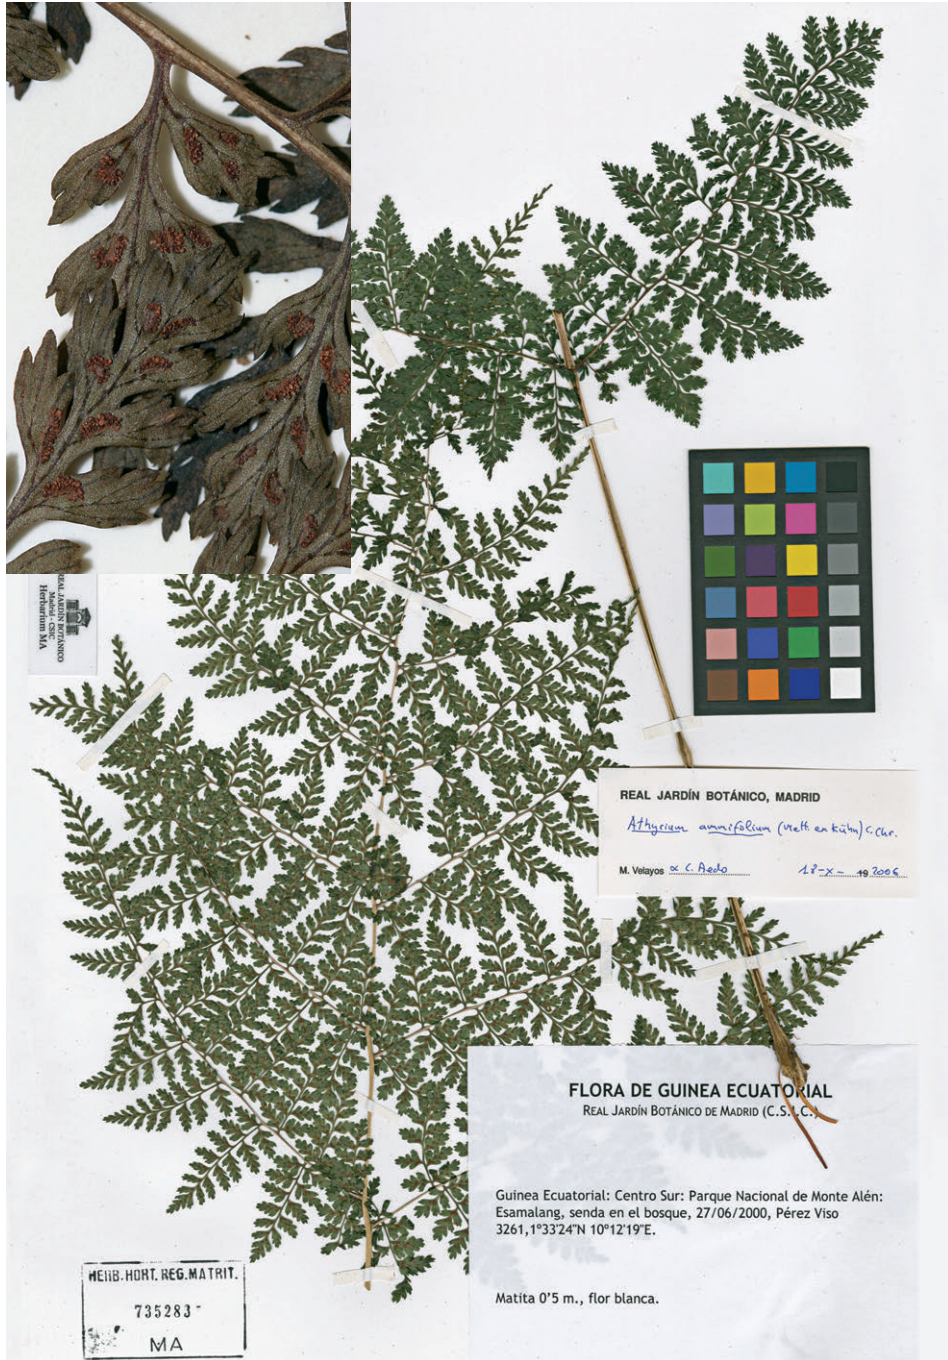 REAL JARDÍN BOTÁNICO
Madrid - CSIC
Herbarium MA
REAL JARDÍN BOTÁNICO, MADRID
Athyrium ammifolium (Mett. ex Kühn) C. Chr.
M. Velayos & C. Aedo 18-X- 19 2006
FLORA DE GUINEA ECUATORIAL
REAL JARDÍN BOTÁNICO DE MADRID (C.S.I.C.)
Guinea Ecuatorial: Centro Sur: Parque Nacional de Monte Alén:
Esamalang, senda en el bosque, 27/06/2000, Pérez Viso
3261,1°33'24"N 10°12'19"E.
Matita 0'5 m., flor blanca.
HERB. HORT. REG. MATRIT.
735283
MA